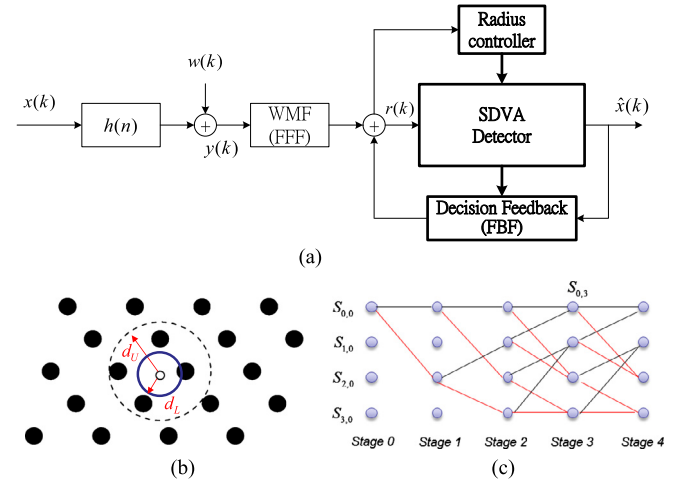 Radius
controller
w(k)
x(k)
h(n)
+
y(k)
WMF
(FFF)
+
r(k)
SDVA
Detector
x̂(k)
Decision Feedback
(FBF)
(a)
d_U
d_L
(b)
S_{0,3}
S_{0,0}
S_{1,0}
S_{2,0}
S_{3,0}
Stage 0 Stage 1 Stage 2 Stage 3 Stage 4
(c)